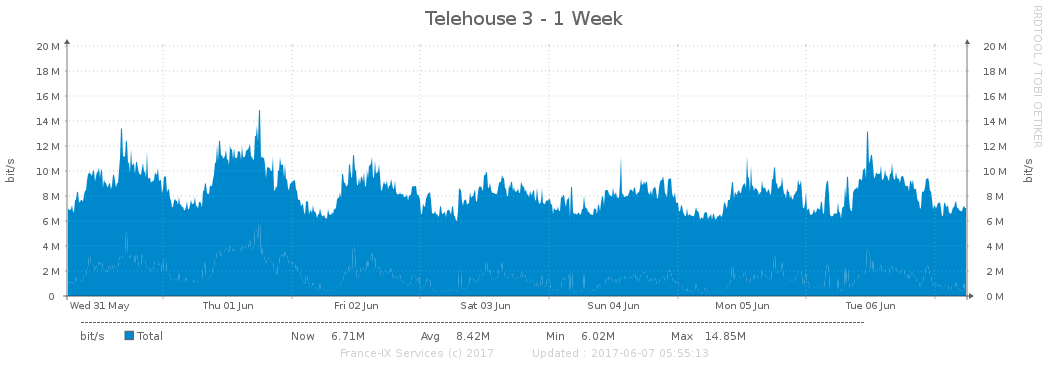 Telehouse 3 - 1 Week
RRDTOOL / TOBI OETIKER
bit/s
20 M 20 M
18 M 18 M
16 M 16 M
14 M 14 M
12 M 12 M
10 M 10 M
8 M 8 M
6 M 6 M
4 M 4 M
2 M 2 M
0 0 M
bit/s
Wed 31 May Thu 01 Jun Fri 02 Jun Sat 03 Jun Sun 04 Jun Mon 05 Jun Tue 06 Jun
bit/s Total Now 6.71M Avg 8.42M Min 6.02M Max 14.85M
France-IX Services (c) 2017 Updated : 2017-06-07 05:55:13